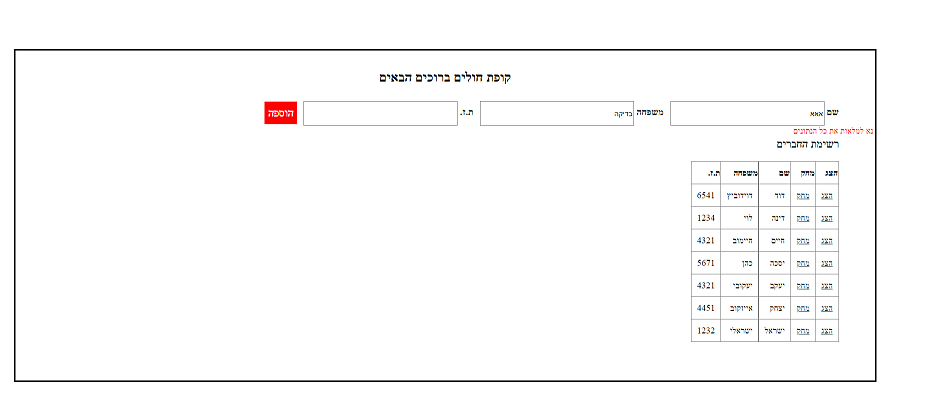 קופת חולים ברוכים הבאים
שם אאא משפחה בדיקה ת.ז. הוספה
נא למלאות את כל הנתונים
רשימת החברים
הצג מחק שם משפחה ת.ז.
הצג מחק דוד דוידוביץ 6541
הצג מחק דינה לוי 1234
הצג מחק חיים חיימוב 4321
הצג מחק יסכה כהן 5671
הצג מחק יעקב יעקובי 4321
הצג מחק יצחק אייזקוב 4451
הצג מחק ישראל ישראלי 1232